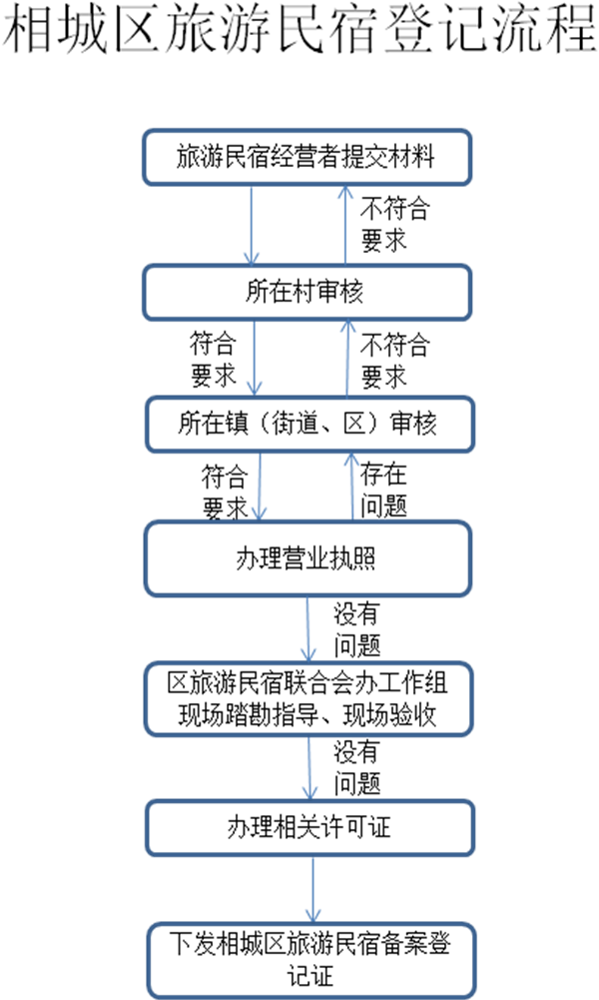 相城区旅游民宿登记流程
旅游民宿经营者提交材料
不符合
要求
所在村审核
符合
要求
不符合
要求
所在镇（街道、区）审核
符合
要求
存在
问题
办理营业执照
没有
问题
区旅游民宿联合会办工作组
现场踏勘指导、现场验收
没有
问题
办理相关许可证
下发相城区旅游民宿备案登
记证